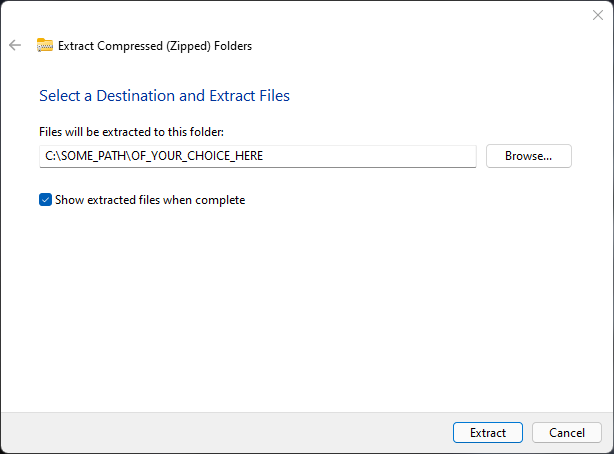 Extract Compressed (Zipped) Folders
Select a Destination and Extract Files
Files will be extracted to this folder:
C:\SOME_PATH\OF_YOUR_CHOICE_HERE
Browse...
Show extracted files when complete
Extract
Cancel